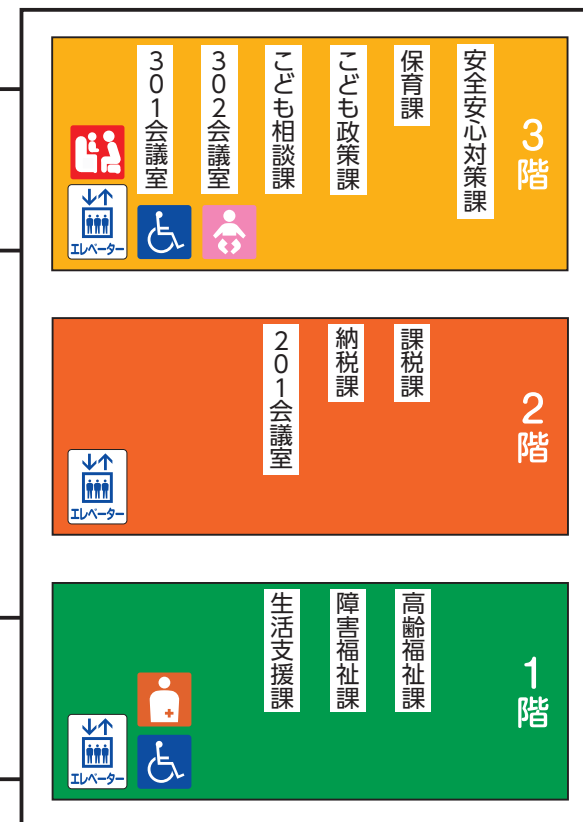 3階
安全安心対策課
保育課
こども政策課
こども相談課
302会議室
301会議室
エレベーター
2階
課税課
納税課
201会議室
エレベーター
1階
高齢福祉課
障害福祉課
生活支援課
エレベーター